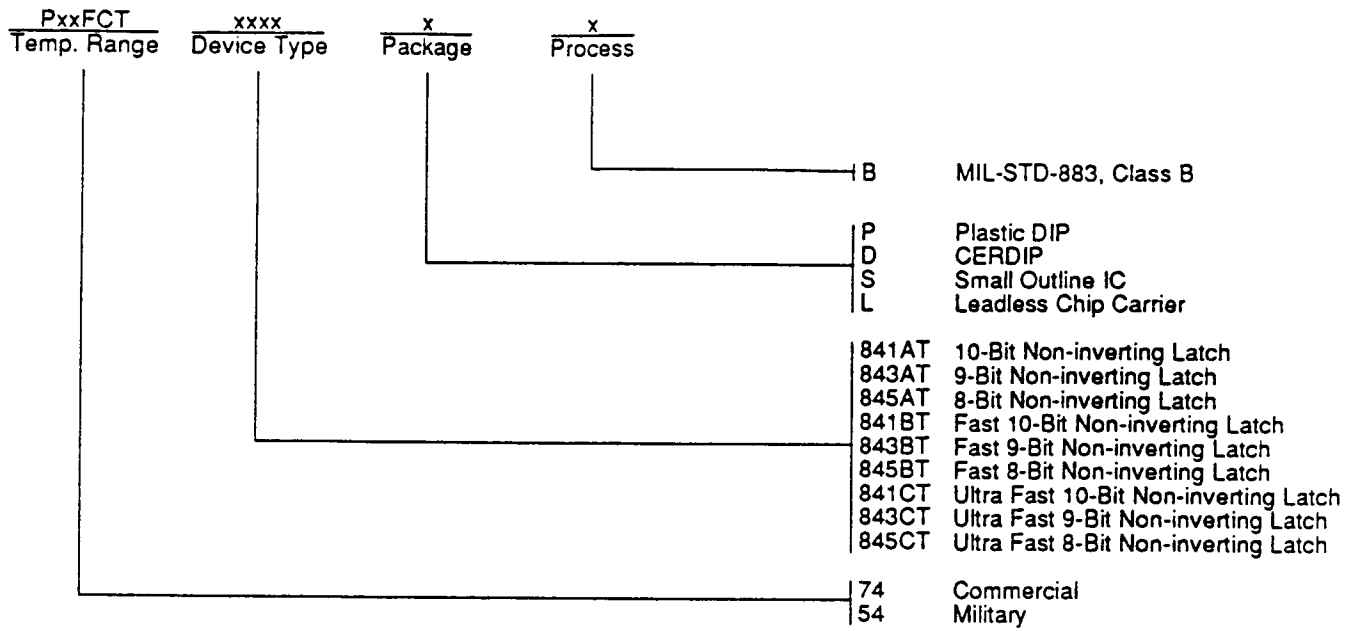 PxxFCT xxxx x x
Temp. Range Device Type Package Process
B MIL-STD-883, Class B
P Plastic DIP
D CERDIP
S Small Outline IC
L Leadless Chip Carrier
841AT 10-Bit Non-inverting Latch
843AT 9-Bit Non-inverting Latch
845AT 8-Bit Non-inverting Latch
841BT Fast 10-Bit Non-inverting Latch
843BT Fast 9-Bit Non-inverting Latch
845BT Fast 8-Bit Non-inverting Latch
841CT Ultra Fast 10-Bit Non-inverting Latch
843CT Ultra Fast 9-Bit Non-inverting Latch
845CT Ultra Fast 8-Bit Non-inverting Latch
74 Commercial
54 Military